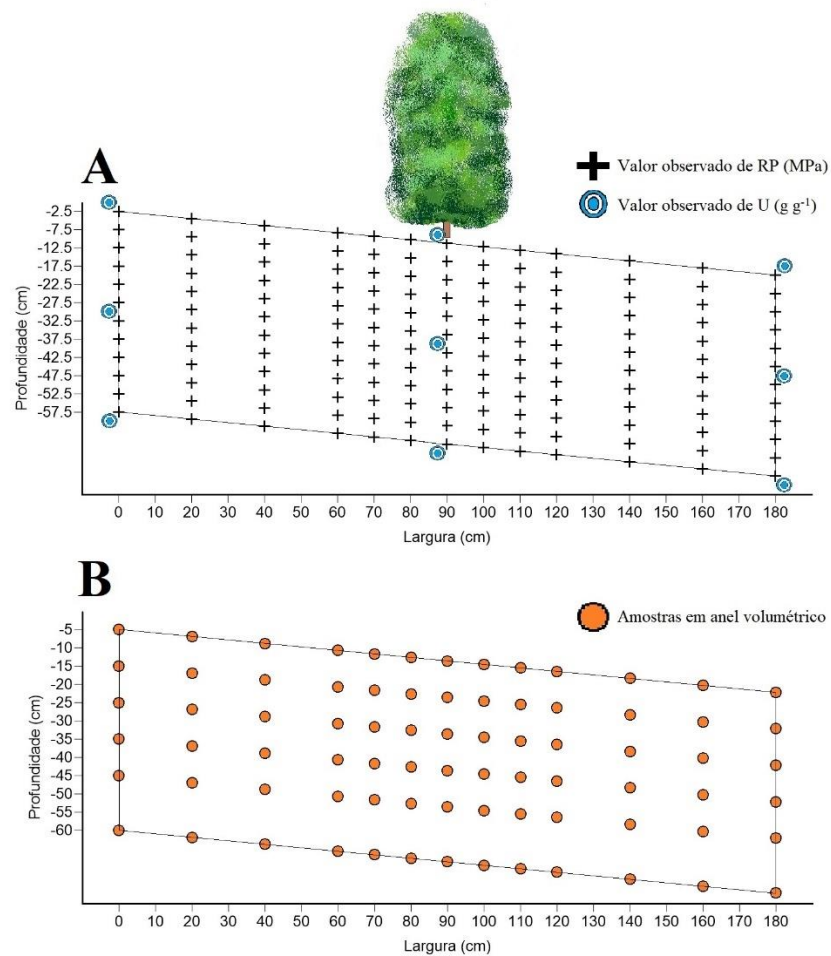 A
Valor observado de RP (MPa)
Valor observado de U (g g⁻¹)
-2.5
-7.5
-12.5
-17.5
-22.5
-27.5
-32.5
-37.5
-42.5
-47.5
-52.5
-57.5
Profundidade (cm)
0 10 20 30 40 50 60 70 80 90 100 110 120 130 140 150 160 170 180
Largura (cm)
B
Amostras em anel volumétrico
-5
-10
-15
-20
-25
-30
-35
-40
-45
-50
-55
-60
Profundidade (cm)
0 10 20 30 40 50 60 70 80 90 100 110 120 130 140 150 160 170 180
Largura (cm)